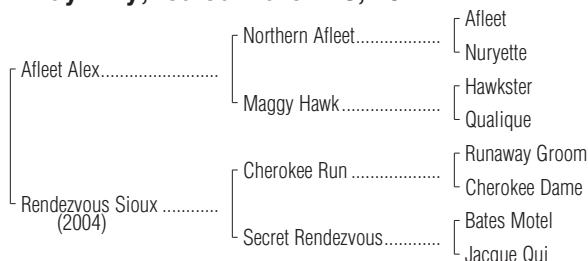 Afleet
Northern Afleet
Nuryette
Afleet Alex
Hawkster
Maggy Hawk
Qualique
Runaway Groom
Cherokee Run
Cherokee Dame
Rendezvous Sioux
(2004)
Bates Motel
Secret Rendezvous
Jacque Qui